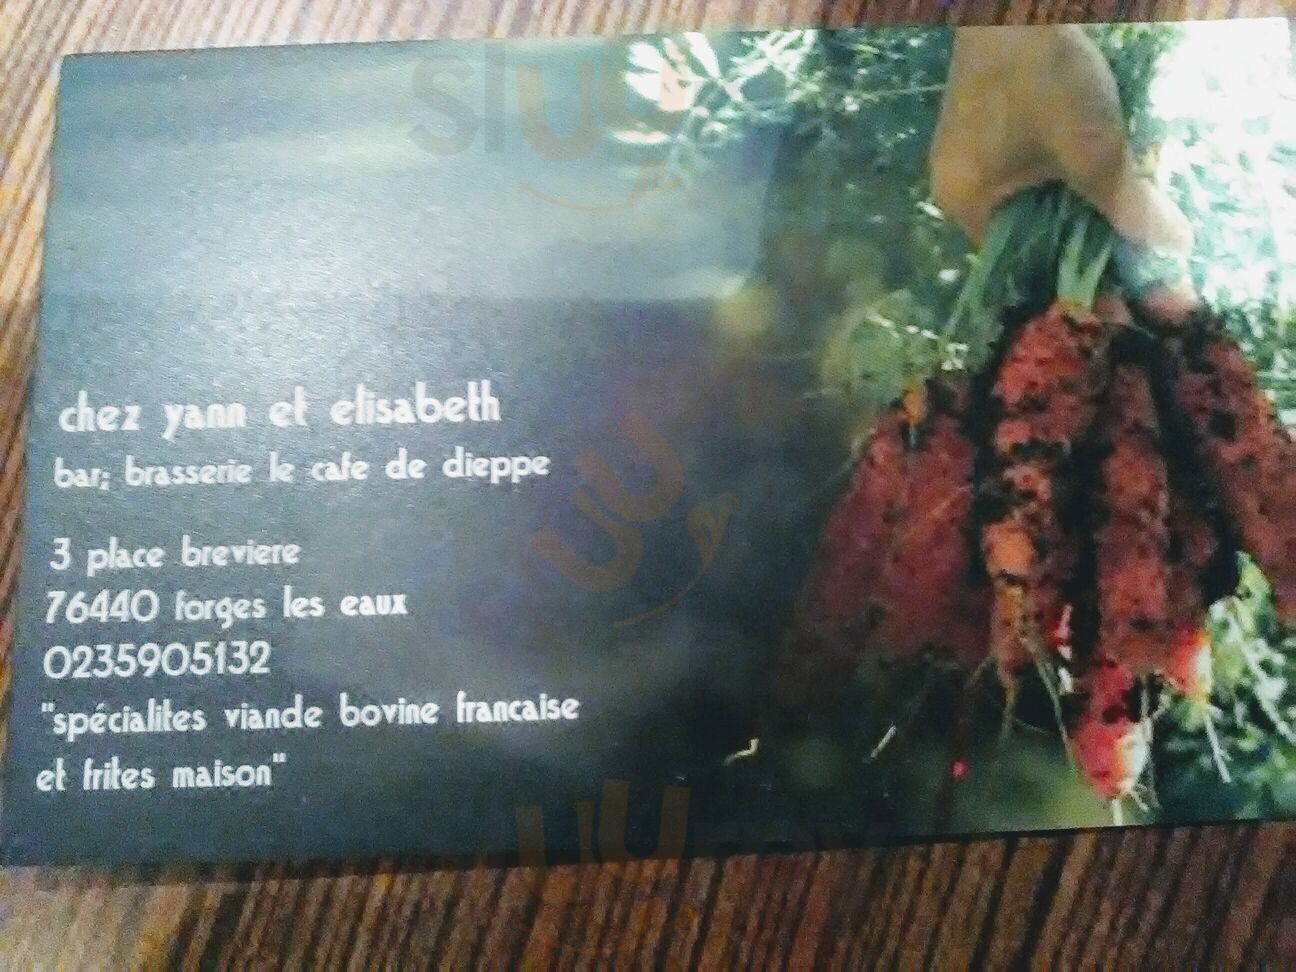 chez yann et elisabeth
bar; brasserie le cafe de dieppe
3 place breviere
76440 forges les eaux
0235905132
"spécialites viande bovine francaise
et frites maison"